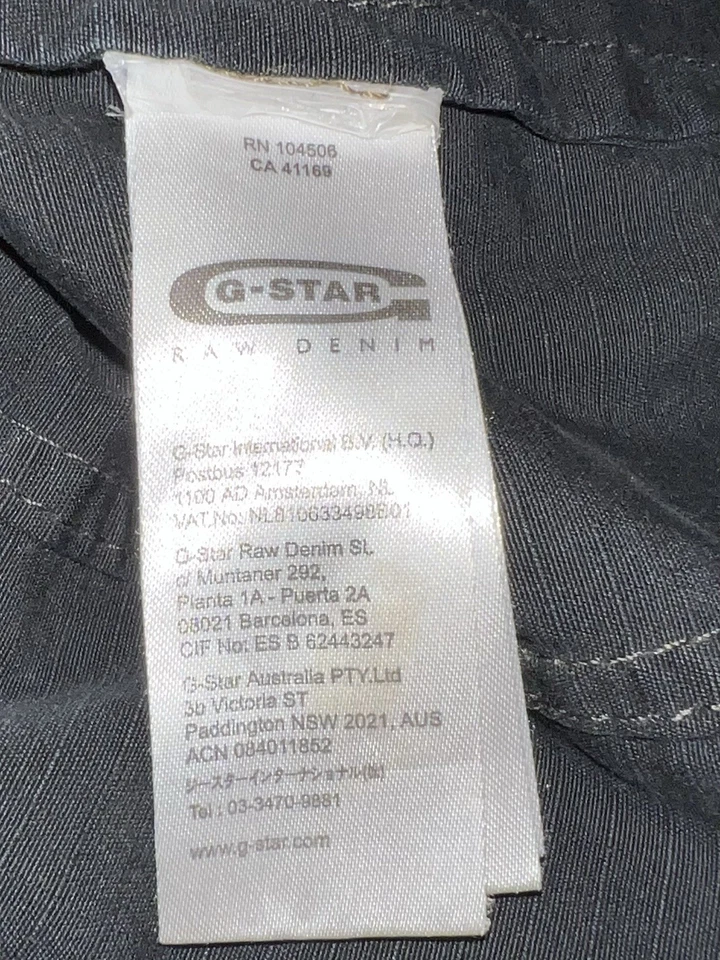 RN 104506
CA 41169
G-STAR
RAW DENIM
G-Star International B.V. (H.Q.)
Postbus 12177
1100 AD Amsterdam, NL
VAT.No: NL810633498B01
G-Star Raw Denim SL
c/ Muntaner 292,
Planta 1A - Puerta 2A
08021 Barcelona, ES
CIF No: ES B 62443247
G-Star Australia PTY.Ltd
3b Victoria ST
Paddington NSW 2021, AUS
ACN 084011852
ジースターインターナショナル(株)
Tel : 03-3470-9881
www.g-star.com